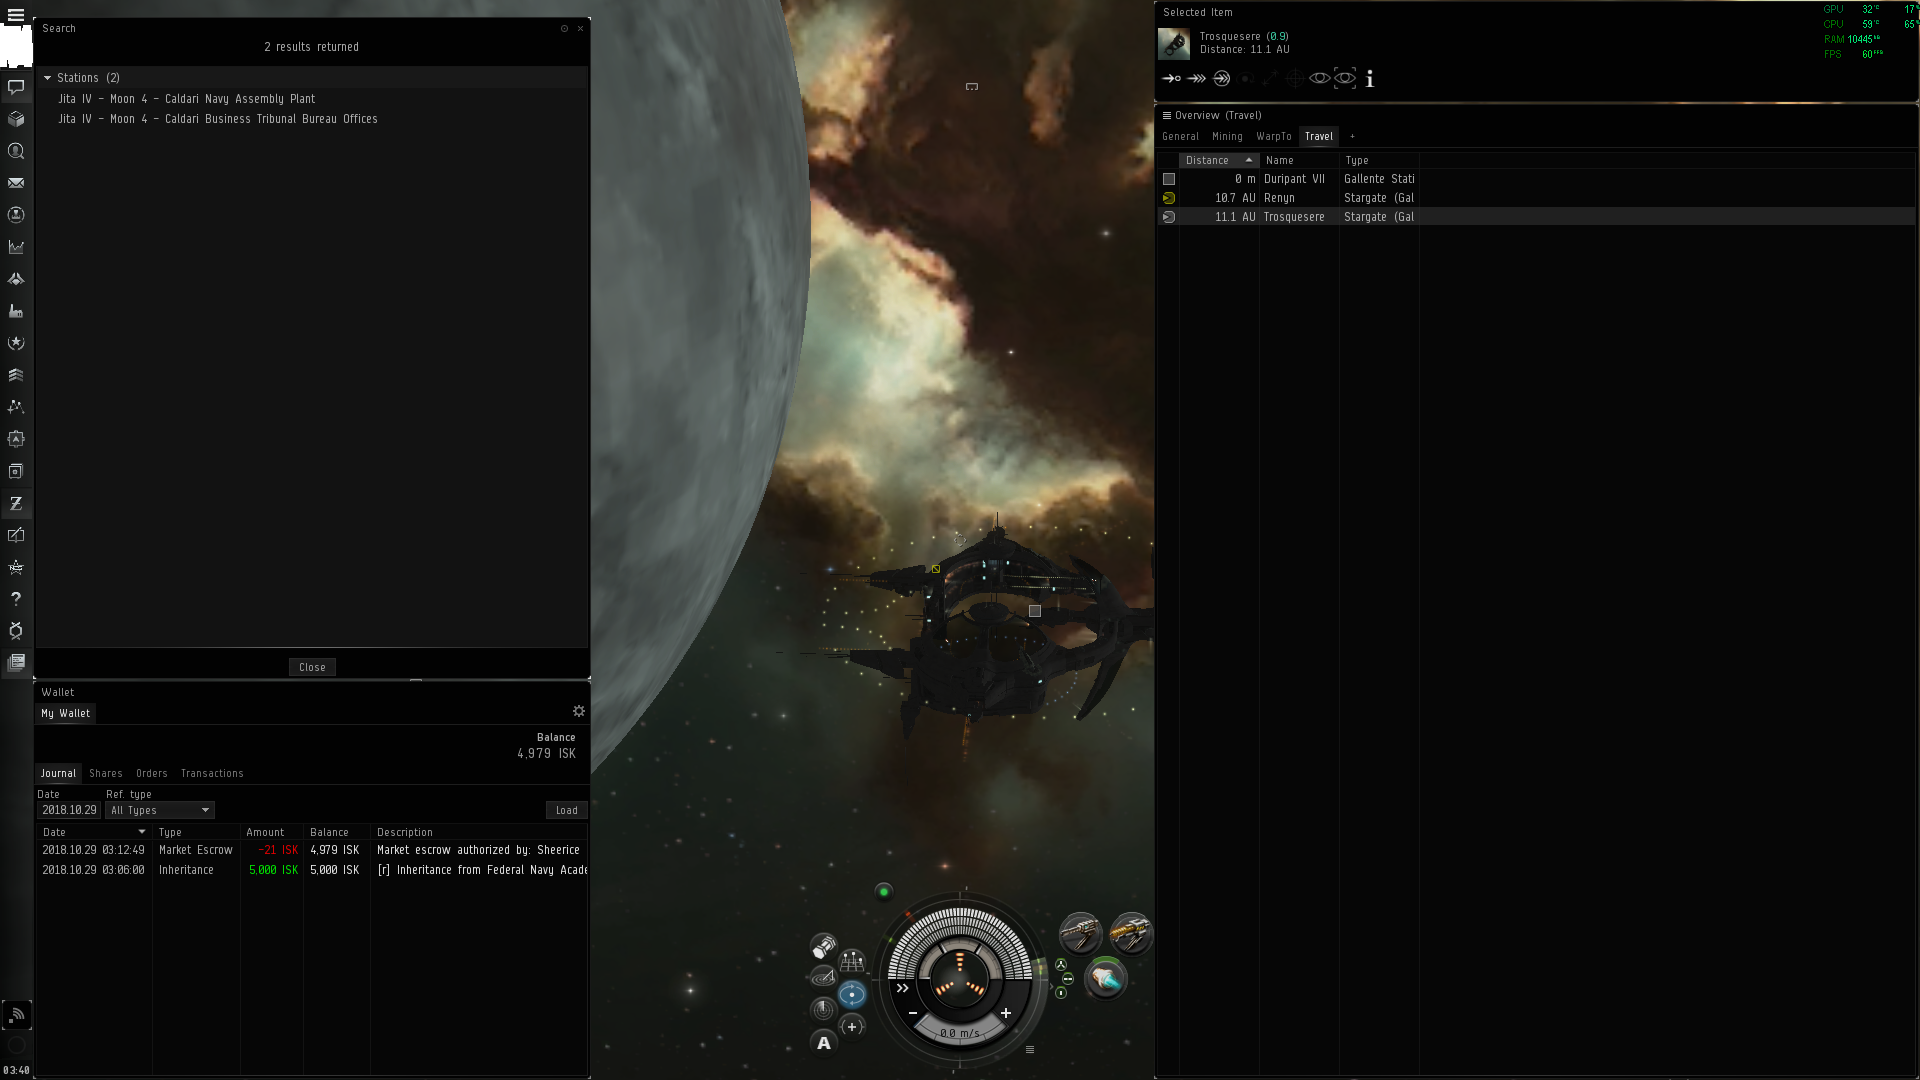 Search
2 results returned
Stations (2)
Jita IV - Moon 4 - Caldari Navy Assembly Plant
Jita IV - Moon 4 - Caldari Business Tribunal Bureau Offices
Close
Wallet
My Wallet
Balance
4,979 ISK
Journal Shares Orders Transactions
Date Ref. type
2018.10.29 All Types Load
Date Type Amount Balance Description
2018.10.29 03:12:49 Market Escrow -21 ISK 4,979 ISK Market escrow authorized by: Sheerice
2018.10.29 03:06:00 Inheritance 5,000 ISK 5,000 ISK [r] Inheritance from Federal Navy Acade
03:40
A
0.0 m/s
Selected Item
Trosquesere (0.9)
Distance: 11.1 AU
GPU 32°C 17%
CPU 59°C 65%
RAM 10445MB
FPS 60FPS
Overview (Travel)
General Mining WarpTo Travel +
Distance Name Type
0 m Duripant VII Gallente Stati
10.7 AU Renyn Stargate (Gal
11.1 AU Trosquesere Stargate (Gal